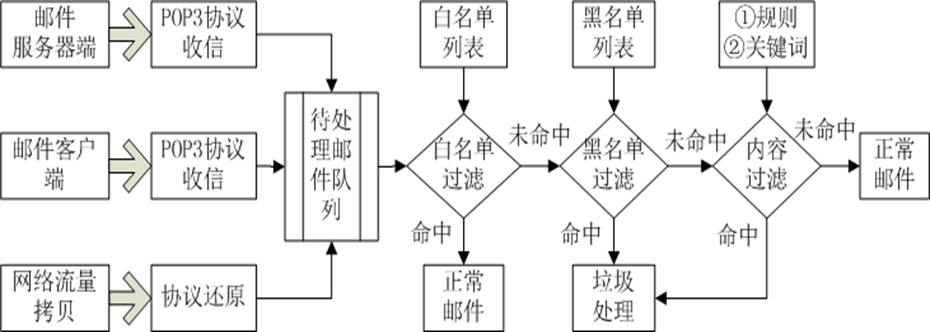 邮件
服务器端
POP3协议
收信
白名单
列表
黑名单
列表
①规则
②关键词
邮件客户
端
POP3协议
收信
待处
理邮
件队
列
白名单
过滤
未命中
黑名单
过滤
未命中
内容
过滤
未命中
正常
邮件
命中
命中
命中
网络流量
拷贝
协议还原
正常
邮件
垃圾
处理